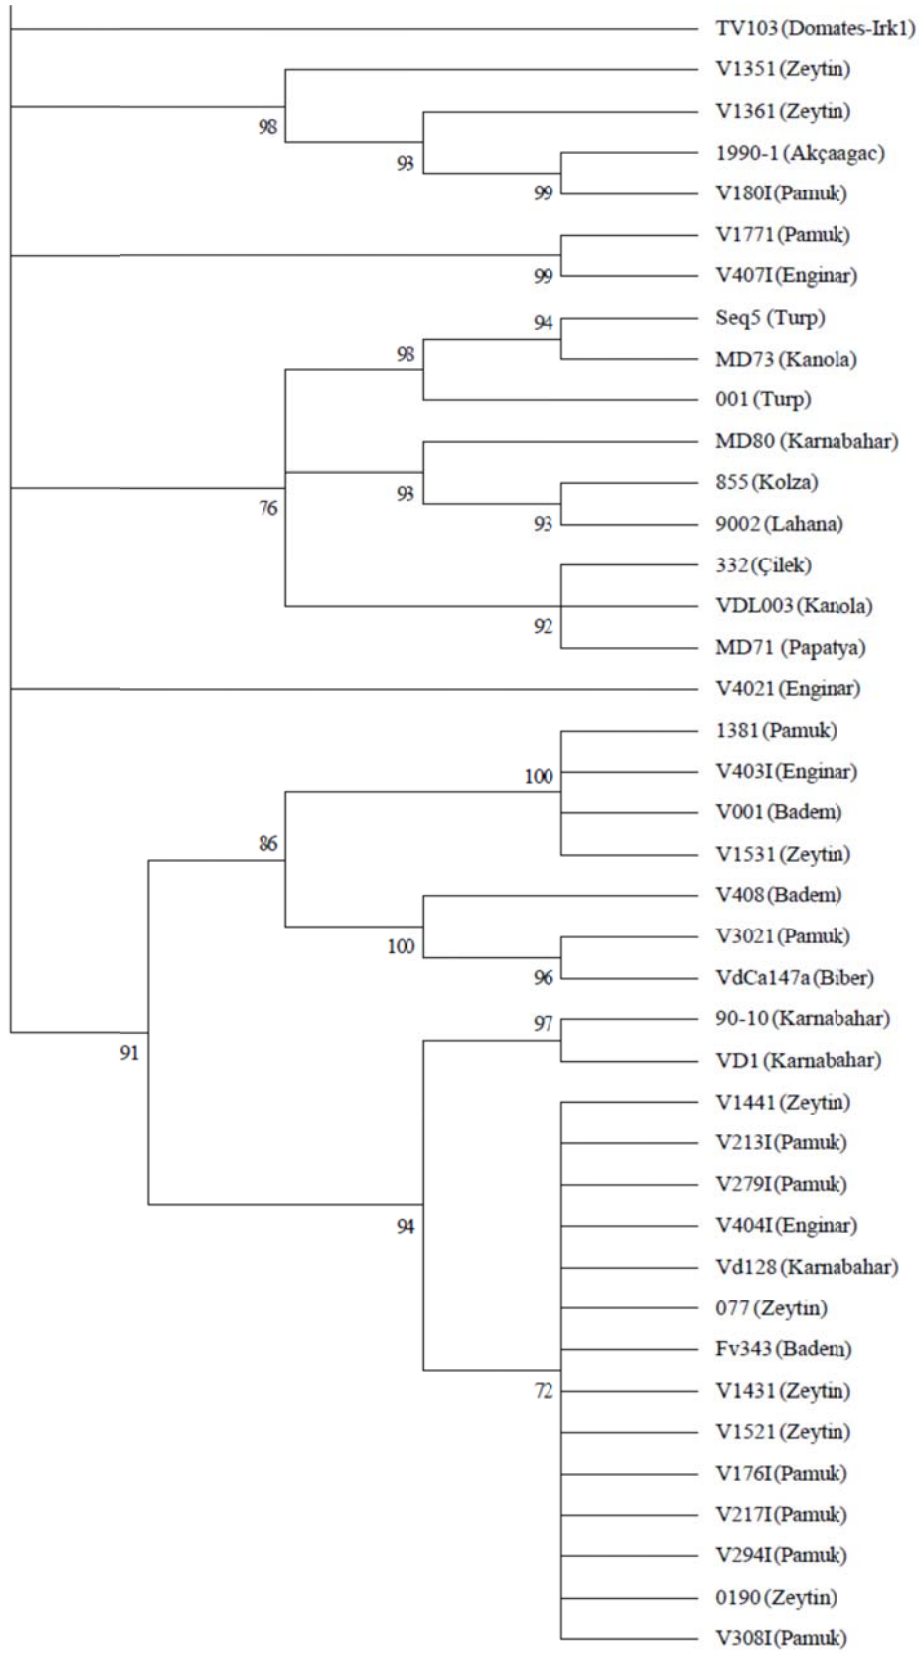 TV103 (Domates-Irk1)
V1351 (Zeytin)
98
V1361 (Zeytin)
93
1990-1 (Akçaagac)
99
V180I (Pamuk)
V1771 (Pamuk)
99
V407I (Enginar)
94
Seq5 (Turp)
98
MD73 (Kanola)
001 (Turp)
MD80 (Karnabahar)
76
93
855 (Kolza)
93
9002 (Lahana)
332 (Çilek)
VDL003 (Kanola)
92
MD71 (Papatya)
V4021 (Enginar)
1381 (Pamuk)
100
V403I (Enginar)
V001 (Badem)
86
V1531 (Zeytin)
V408 (Badem)
100
V3021 (Pamuk)
96
VdCa147a (Biber)
97
90-10 (Karnabahar)
91
VD1 (Karnabahar)
V1441 (Zeytin)
V213I (Pamuk)
V279I (Pamuk)
94
V404I (Enginar)
Vd128 (Karnabahar)
077 (Zeytin)
Fv343 (Badem)
72
V1431 (Zeytin)
V1521 (Zeytin)
V176I (Pamuk)
V217I (Pamuk)
V294I (Pamuk)
0190 (Zeytin)
V308I (Pamuk)